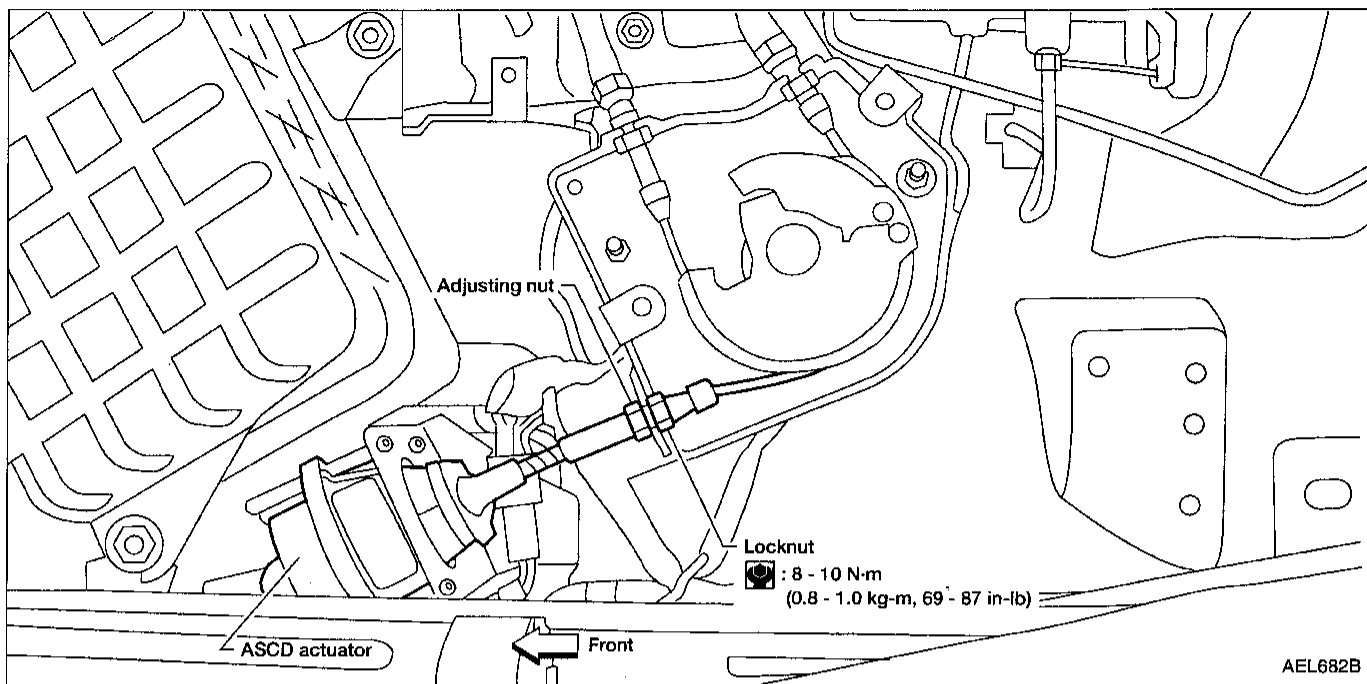 Adjusting nut
Locknut
: 8 - 10 N·m
(0.8 - 1.0 kg-m, 69 - 87 in-lb)
ASCD actuator
Front
AEL682B